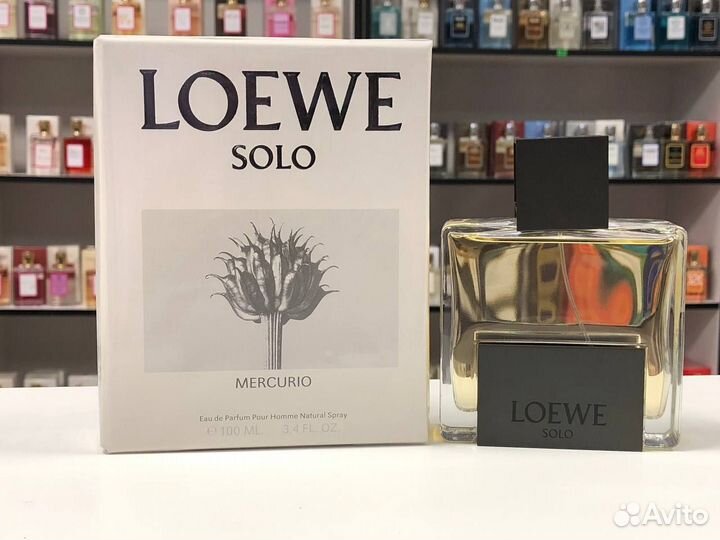 LOEWE
SOLO
MERCURIO
Eau de Parfum Pour Homme Natural Spray
℮ 100 ML. 3.4 FL. OZ.
LOEWE
SOLO
Avito